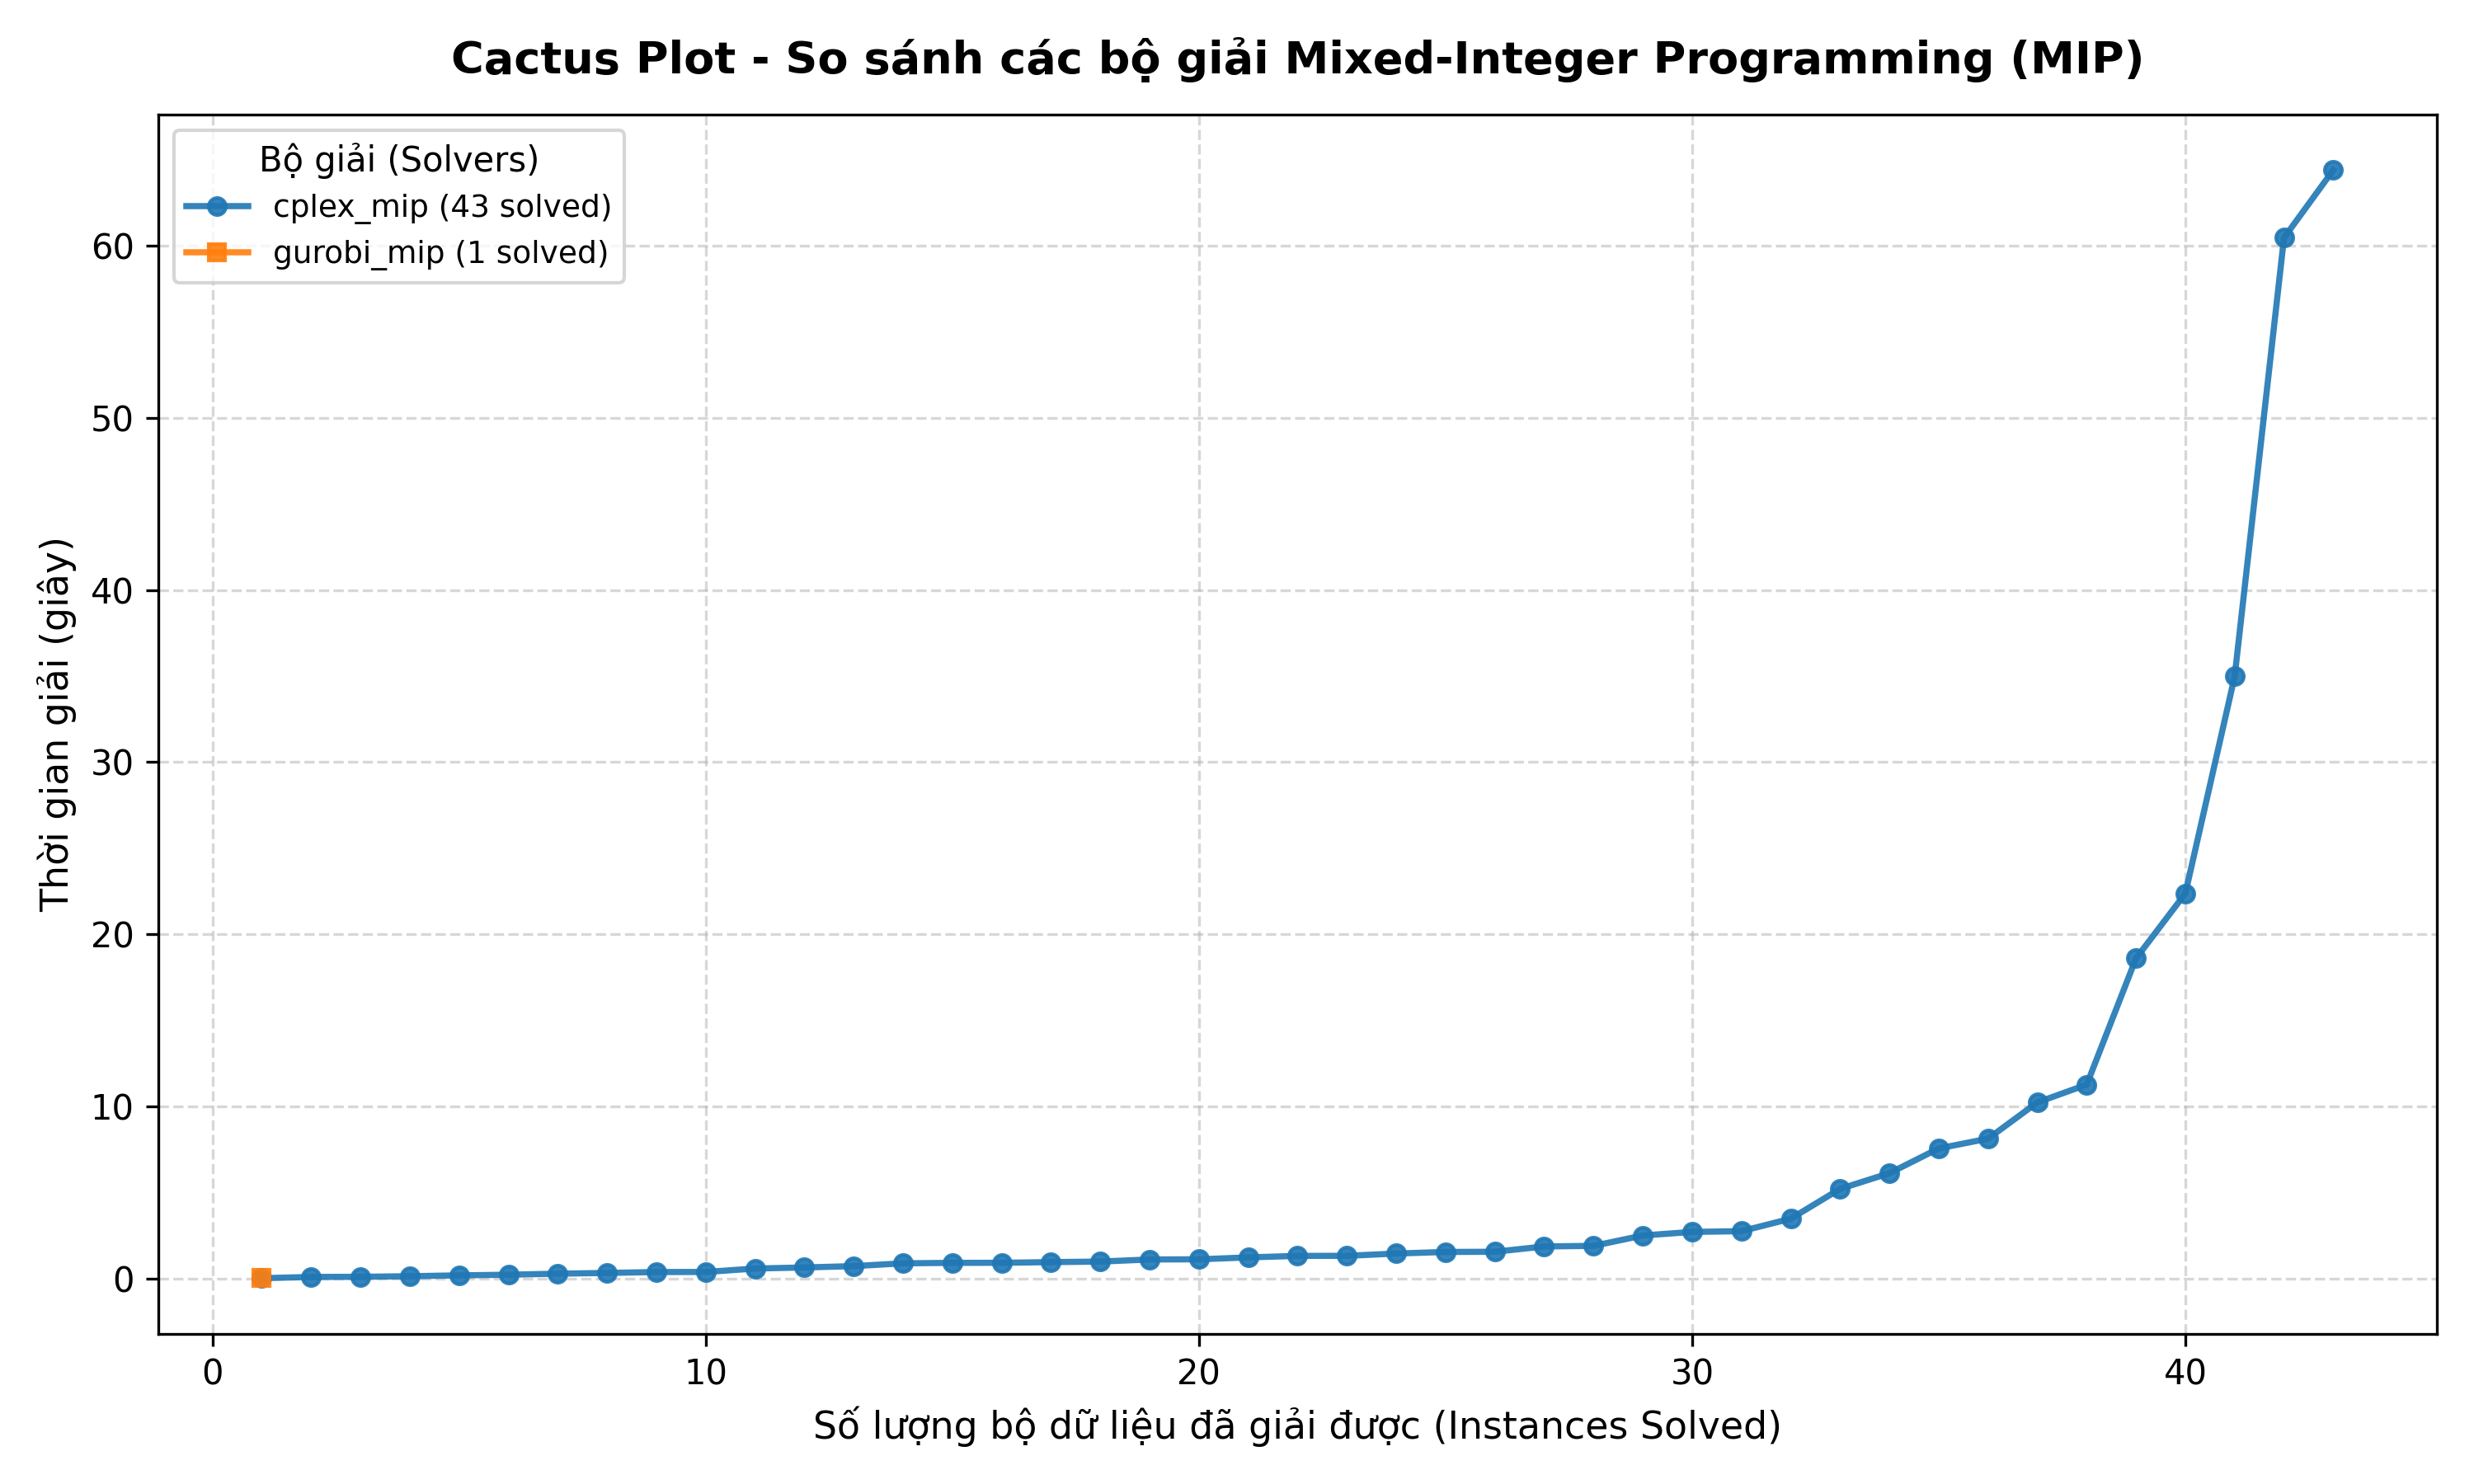 Cactus Plot - So sánh các bộ giải Mixed-Integer Programming (MIP)
Bộ giải (Solvers)
cplex_mip (43 solved)
gurobi_mip (1 solved)
Thời gian giải (giây)
60
50
40
30
20
10
0
0 10 20 30 40
Số lượng bộ dữ liệu đã giải được (Instances Solved)